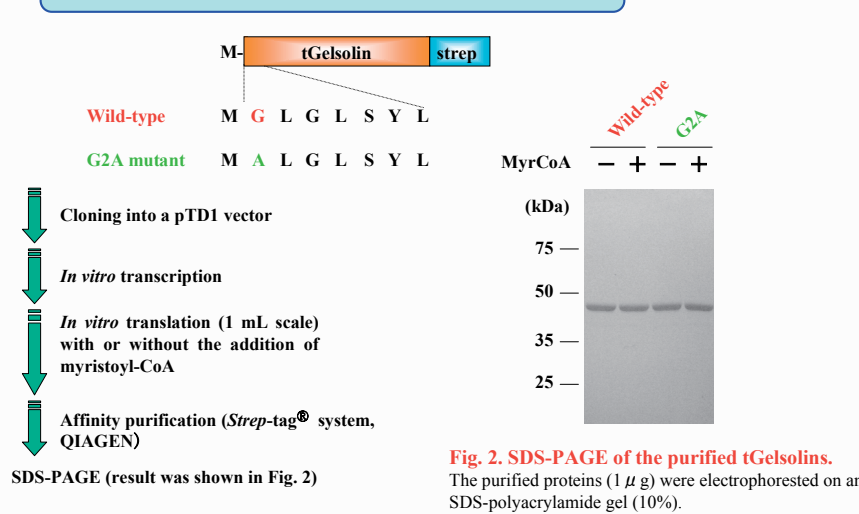 M- tGelsolin strep
Wild-type M G L G L S Y L
G2A mutant M A L G L S Y L
Cloning into a pTD1 vector
In vitro transcription
In vitro translation (1 mL scale)
with or without the addition of
myristoyl-CoA
Affinity purification (Strep-tag® system,
QIAGEN)
SDS-PAGE (result was shown in Fig. 2)
Wild-type G2A
MyrCoA − + − +
(kDa)
75
50
35
25
Fig. 2. SDS-PAGE of the purified tGelsolins.
The purified proteins (1 μ g) were electrophorested on an
SDS-polyacrylamide gel (10%).